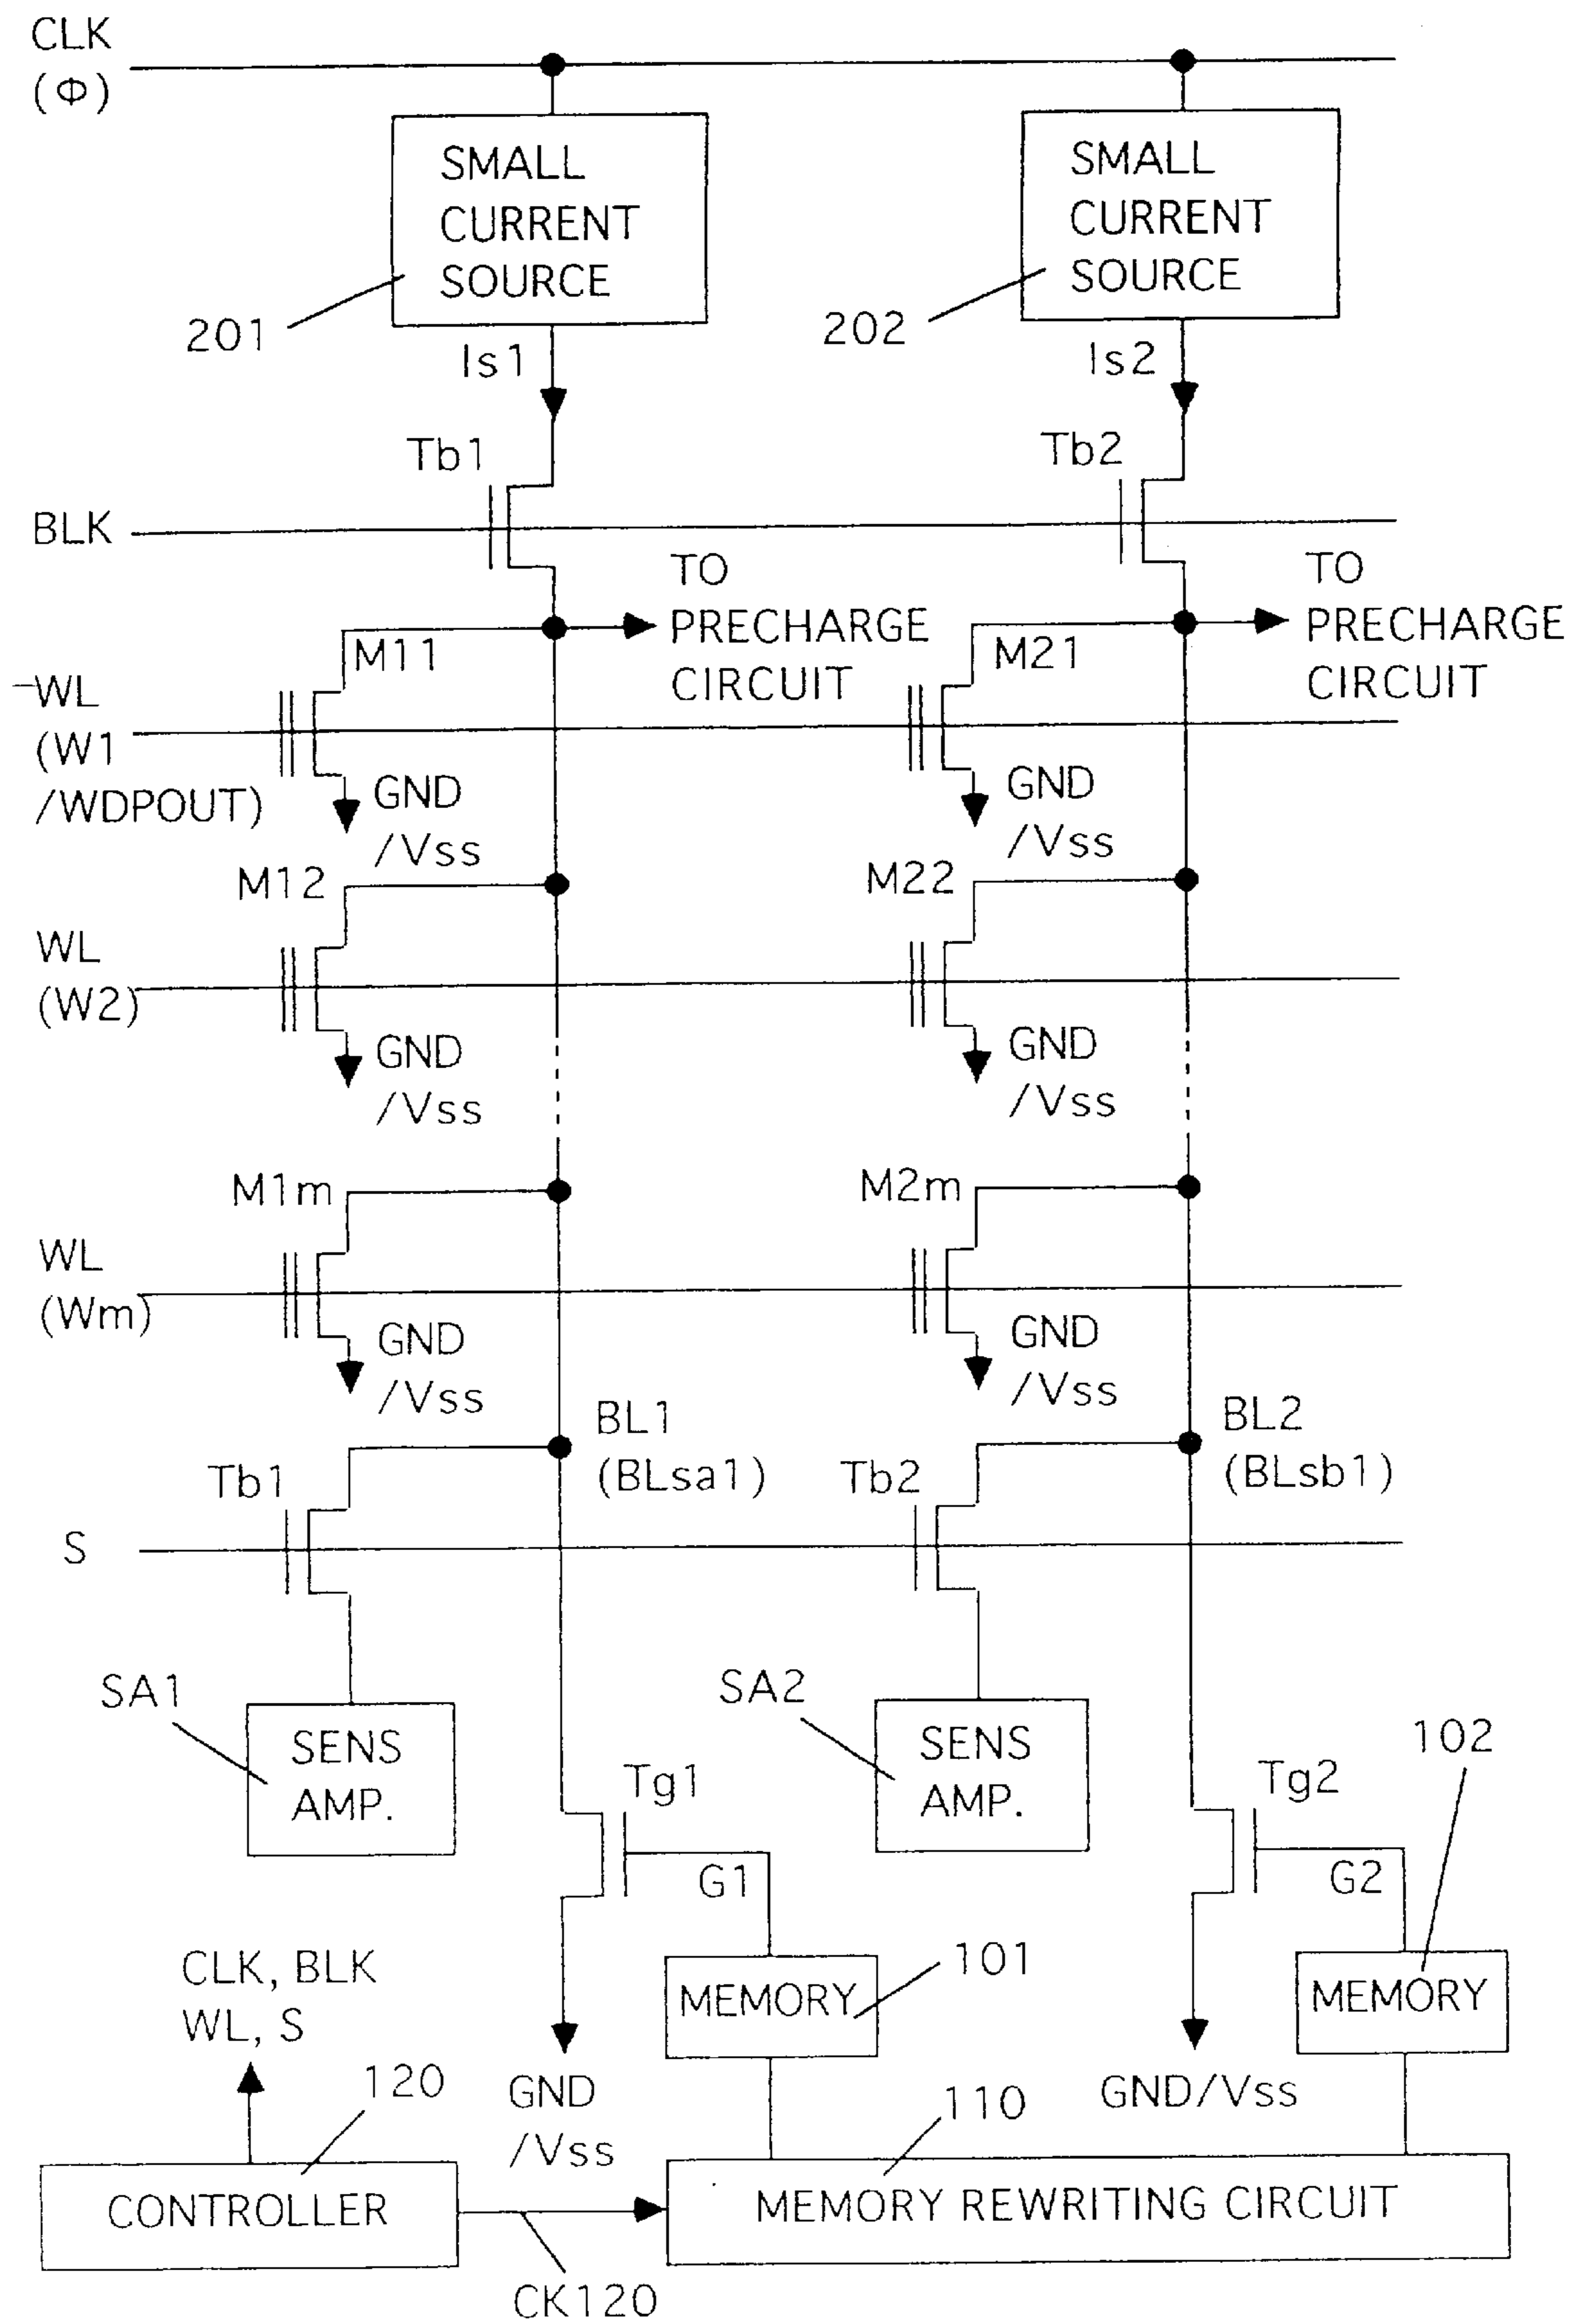 CLK
(Φ)
SMALL
CURRENT
SOURCE
SMALL
CURRENT
SOURCE
201
202
Is1
Is2
Tb1
Tb2
BLK
TO
PRECHARGE
CIRCUIT
TO
PRECHARGE
CIRCUIT
M11
M21
WL
(W1
/WDPOUT)
GND
/Vss
GND
/Vss
M12
M22
WL
(W2)
GND
/Vss
GND
/Vss
M1m
M2m
WL
(Wm)
GND
/Vss
GND
/Vss
BL1
(BLsa1)
BL2
(BLsb1)
Tb1
Tb2
S
SA1
SENS
AMP.
SA2
SENS
AMP.
102
Tg1
Tg2
G1
G2
CLK, BLK
WL, S
101
MEMORY
MEMORY
120
GND
/Vss
110
GND/Vss
CONTROLLER
MEMORY REWRITING CIRCUIT
CK120